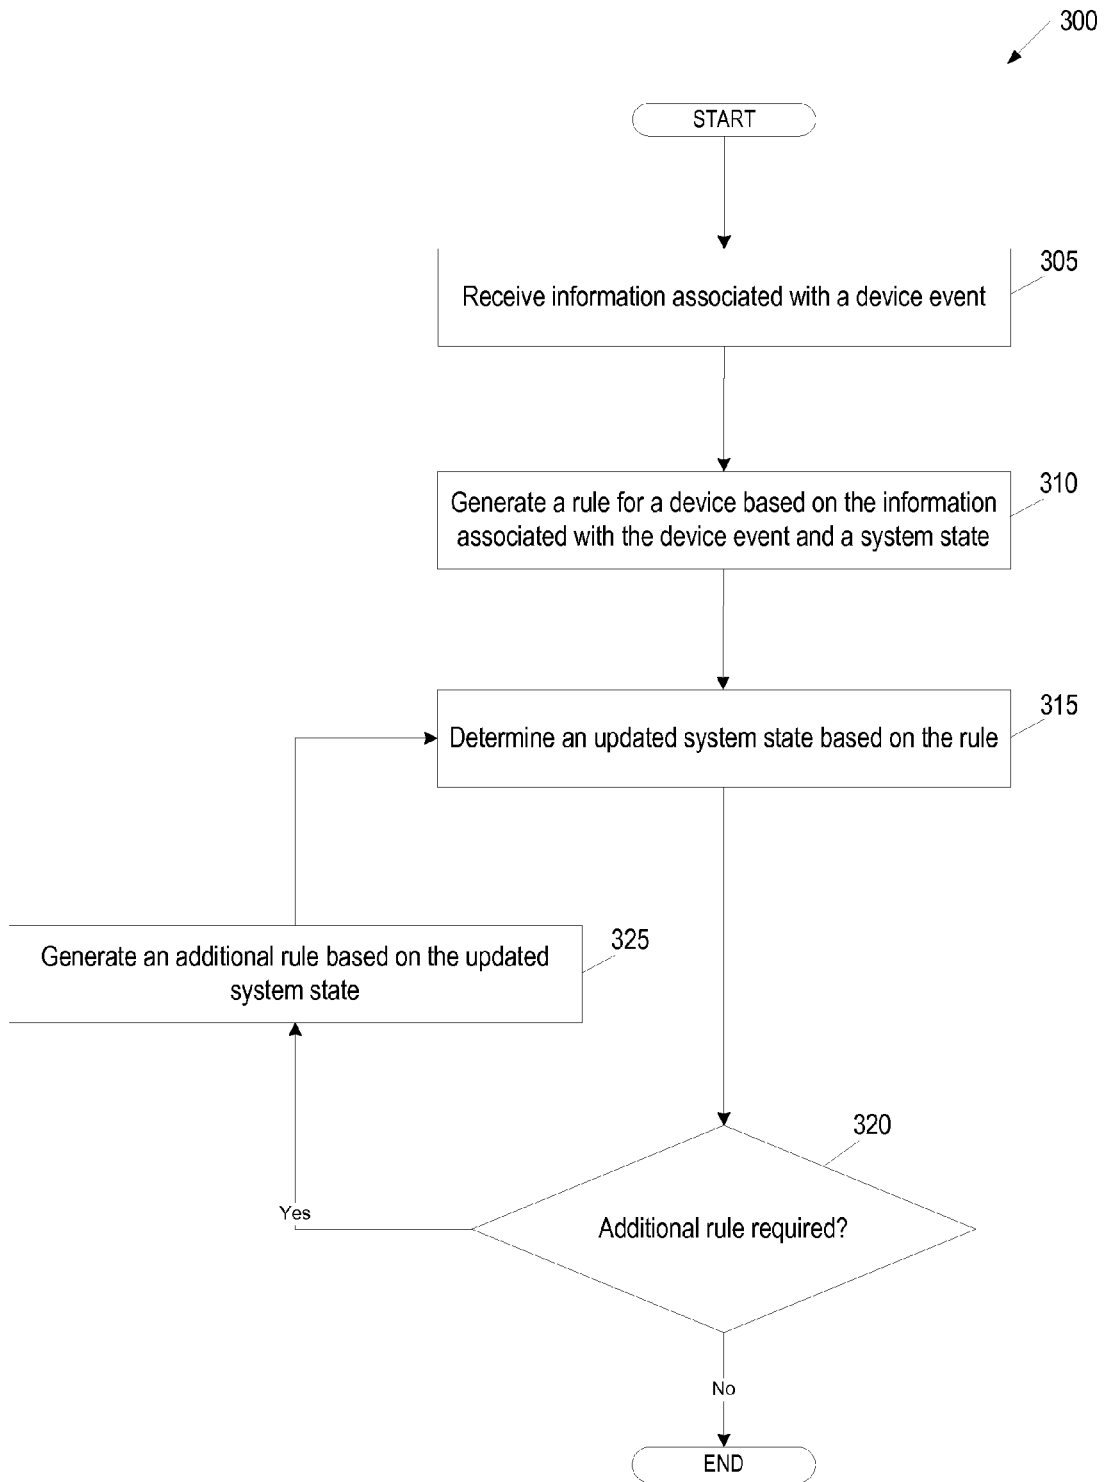 300
START
305
Receive information associated with a device event
310
Generate a rule for a device based on the information
associated with the device event and a system state
315
Determine an updated system state based on the rule
325
Generate an additional rule based on the updated
system state
320
Additional rule required?
Yes
No
END